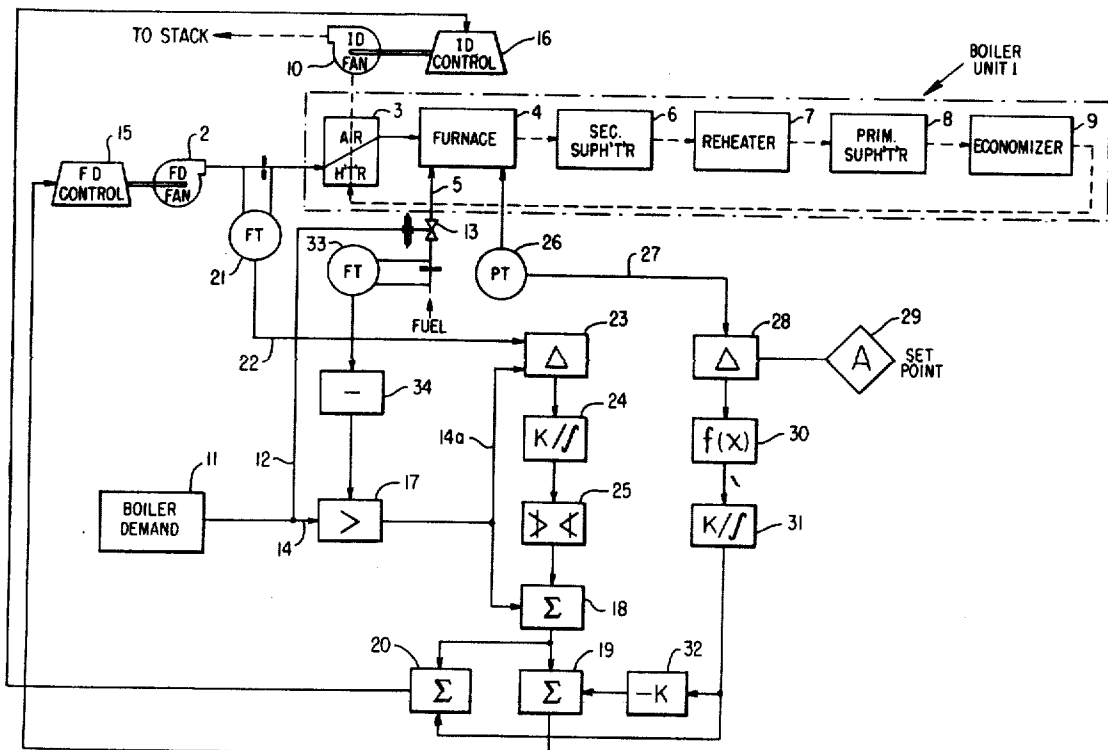 TO STACK
ID
FAN
10
ID
CONTROL
16
BOILER
UNIT 1
15
FD
CONTROL
2
FD
FAN
3
AIR
H'T'R
4
FURNACE
6
SEC.
SUPH'T'R
7
REHEATER
8
PRIM.
SUPH'T'R
9
ECONOMIZER
5
13
FT
21
33
FT
FUEL
26
PT
27
22
23
Δ
28
Δ
29
A
SET
POINT
34
−
24
K/∫
14a
30
f(x)
12
11
BOILER
DEMAND
14
17
>
25
⊁ ≮
31
K/∫
Σ
18
20
Σ
19
Σ
32
−K